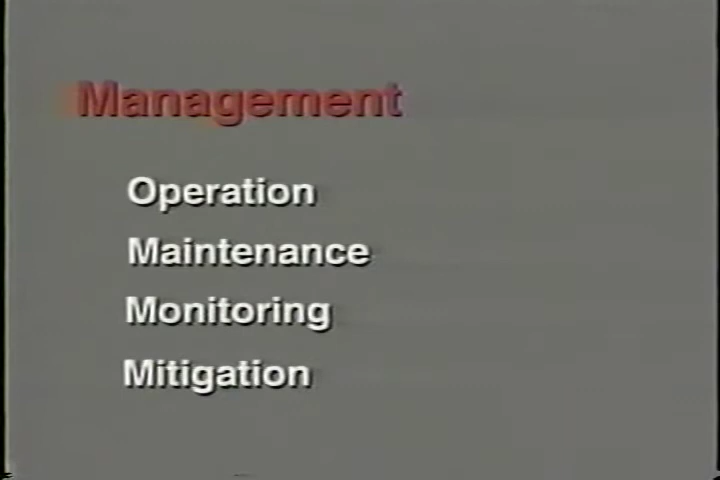 Management
Operation
Maintenance
Monitoring
Mitigation